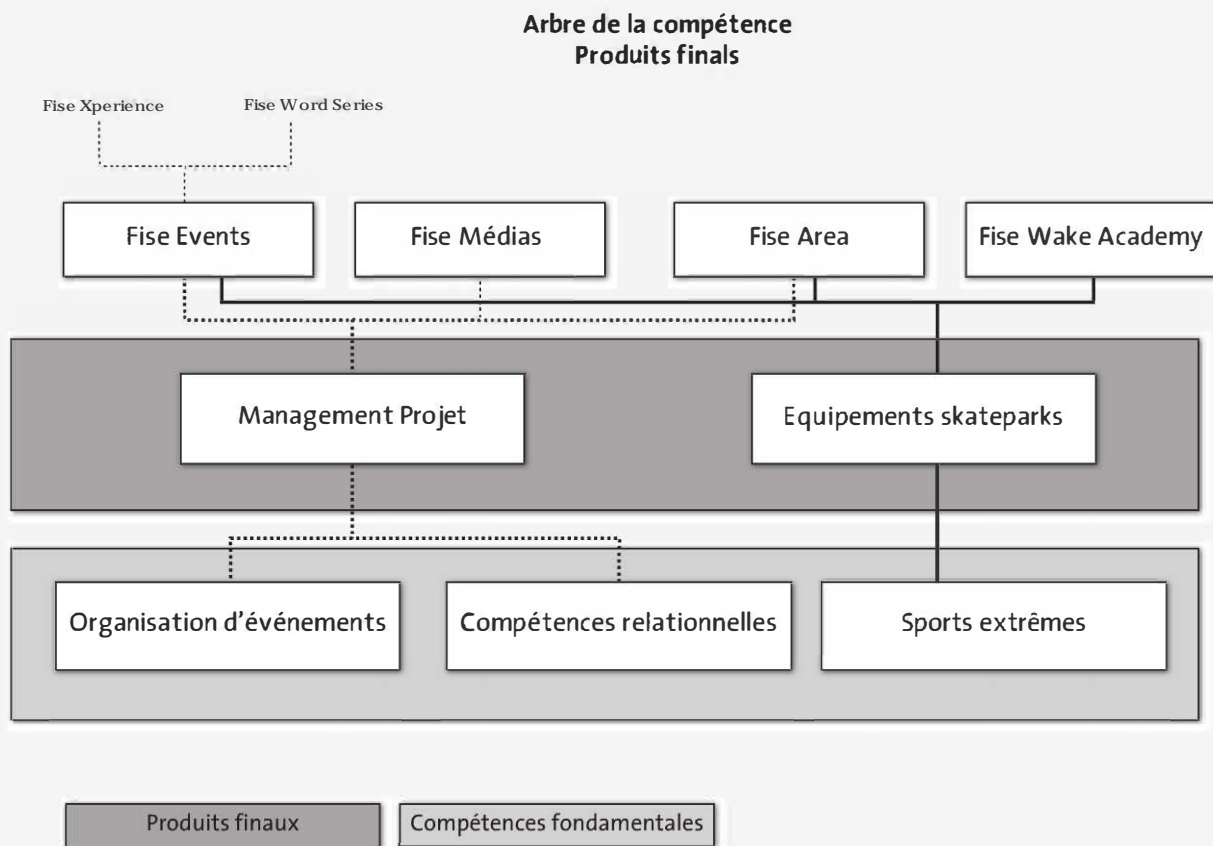 Arbre de la compétence
Produits finals
Fise Xperience
Fise Word Series
Fise Events
Fise Médias
Fise Area
Fise Wake Academy
Management Projet
Equipements skateparks
Organisation d'événements
Compétences relationnelles
Sports extrêmes
Produits finaux
Compétences fondamentales